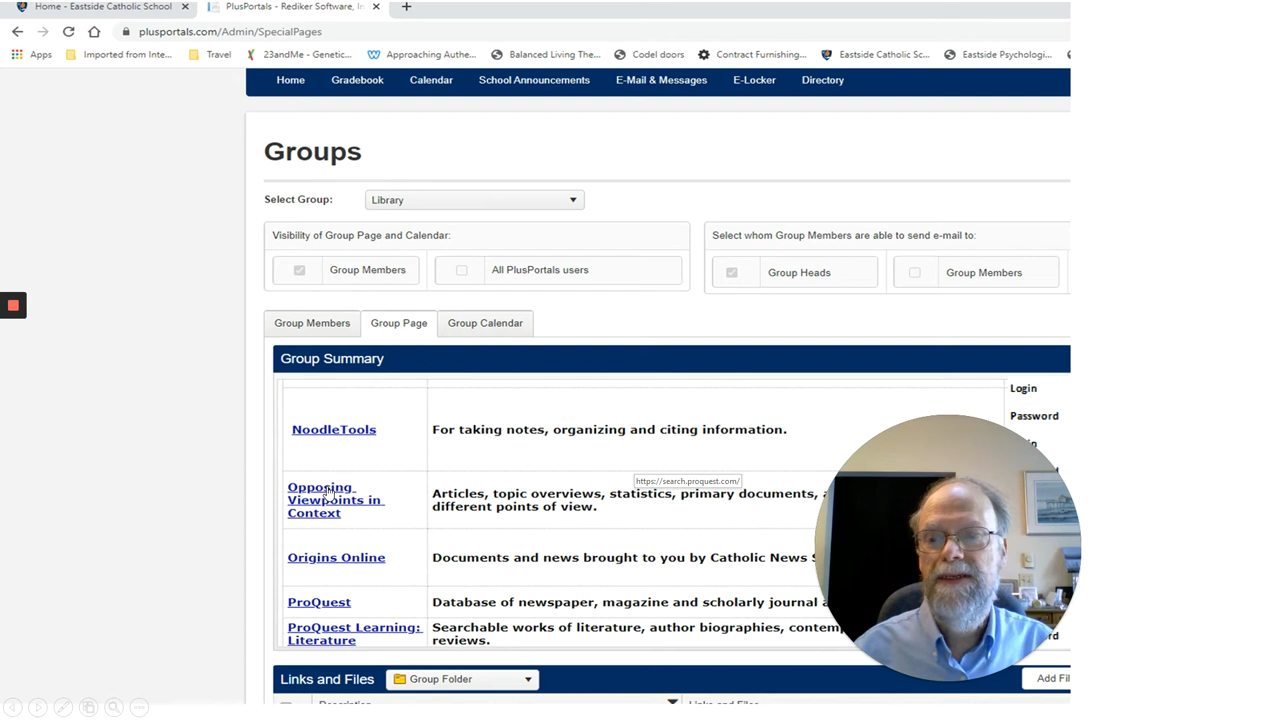 Home - Eastside Catholic School
PlusPortals - Rediker Software, In
plusportals.com/Admin/SpecialPages
Apps
Imported from Inte...
Travel
23andMe - Genetic...
Approaching Authe...
Balanced Living The...
Codel doors
Contract Furnishing...
Eastside Catholic Sc...
Eastside Psychologi...
Home
Gradebook
Calendar
School Announcements
E-Mail & Messages
E-Locker
Directory
Groups
Select Group:
Library
Visibility of Group Page and Calendar:
Group Members
All PlusPortals users
Select whom Group Members are able to send e-mail to:
Group Heads
Group Members
Group Members
Group Page
Group Calendar
Group Summary
Login
Password
NoodleTools
For taking notes, organizing and citing information.
https://search.proquest.com/
Opposing
Viewpoints in
Context
Articles, topic overviews, statistics, primary documents,
different points of view.
Origins Online
Documents and news brought to you by Catholic News S
ProQuest
Database of newspaper, magazine and scholarly journal
ProQuest Learning:
Literature
Searchable works of literature, author biographies, contem
reviews.
Links and Files
Group Folder
Add Fil
Description
Links and Files